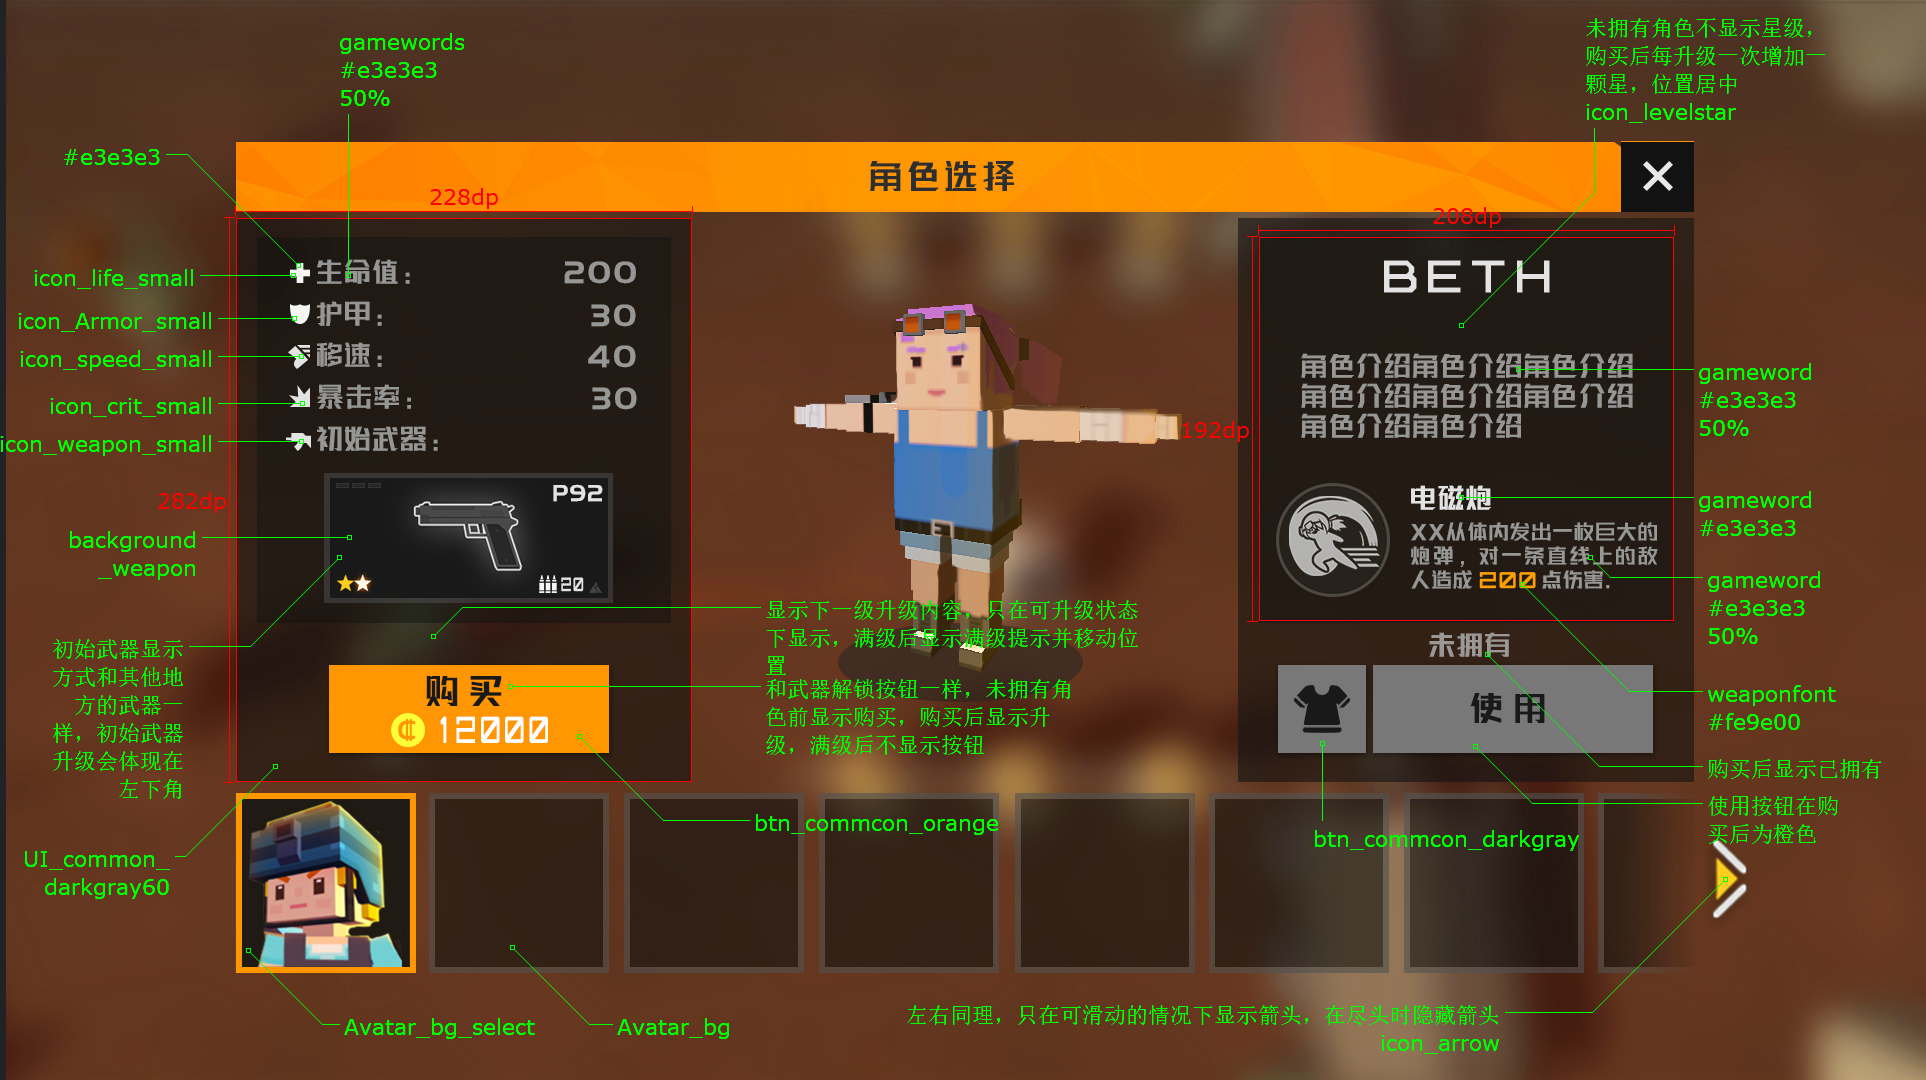 gamewords
#e3e3e3
50%
未拥有角色不显示星级，
购买后每升级一次增加一
颗星，位置居中
icon_levelstar
#e3e3e3
角色选择
228dp
208dp
icon_life_small
生命值：
200
icon_Armor_small
护甲：
30
icon_speed_small
移速：
40
icon_crit_small
暴击率：
30
icon_weapon_small
初始武器：
282dp
192dp
BETH
角色介绍角色介绍角色介绍
角色介绍角色介绍角色介绍
角色介绍角色介绍
gameword
#e3e3e3
50%
P92
20
background
_weapon
电磁炮
XX从体内发出一枚巨大的
炮弹，对一条直线上的敌
人造成 200 点伤害.
gameword
#e3e3e3
gameword
#e3e3e3
50%
初始武器显示
方式和其他地
方的武器一
样，初始武器
升级会体现在
左下角
显示下一级升级内容，只在可升级状态
下显示，满级后显示满级提示并移动位
置
和武器解锁按钮一样，未拥有角
色前显示购买，购买后显示升
级，满级后不显示按钮
购买
12000
未拥有
使用
weaponfont
#fe9e00
购买后显示已拥有
使用按钮在购
买后为橙色
btn_commcon_orange
btn_commcon_darkgray
UI_common_
darkgray60
Avatar_bg_select
Avatar_bg
左右同理，只在可滑动的情况下显示箭头，在尽头时隐藏箭头
icon_arrow